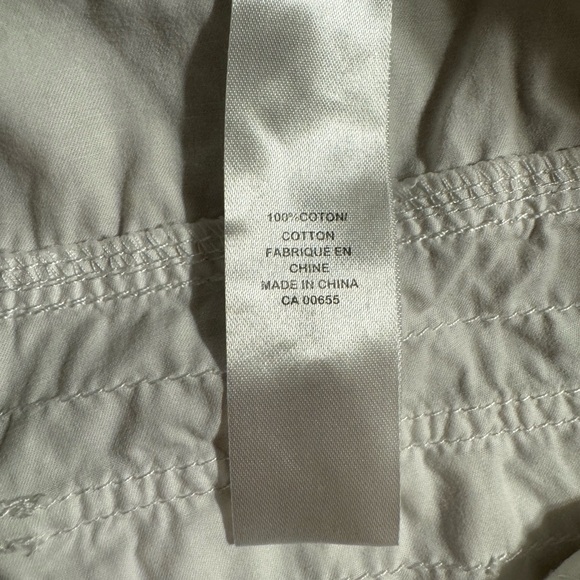 100%COTON/
COTTON
FABRIQUÉ EN
CHINE
MADE IN CHINA
CA 00655